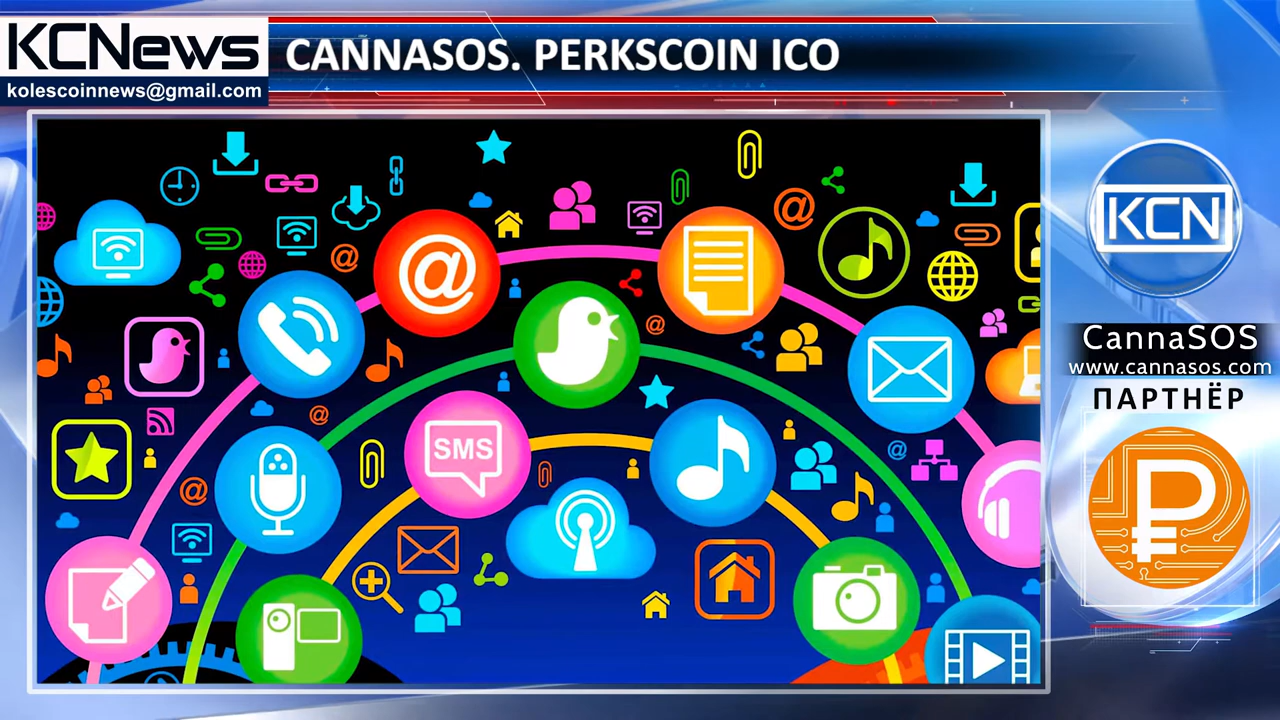 KCNews
kolescoinnews@gmail.com
CANNASOS. PERKSCOIN ICO
SMS
KCN
CannaSOS
www.cannasos.com
ПАРТНЁР